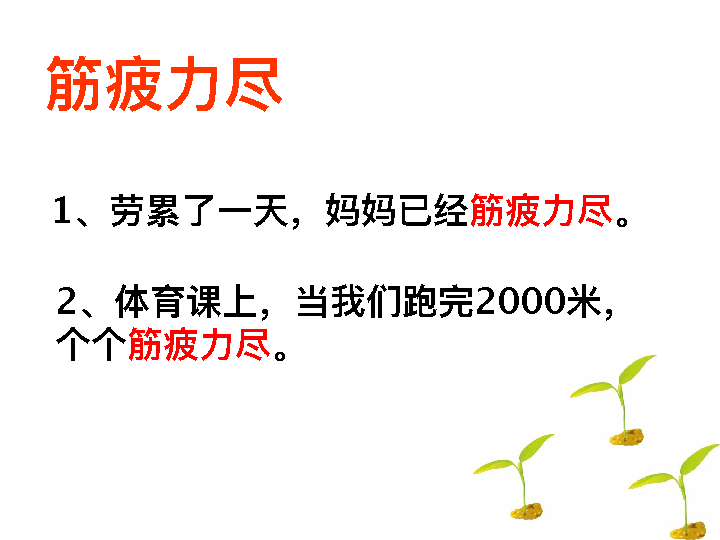 筋疲力尽
1、劳累了一天，妈妈已经筋疲力尽。
2、体育课上，当我们跑完2000米，
个个筋疲力尽。